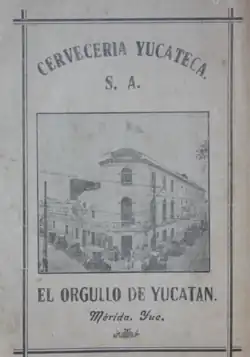 CERVECERIA YUCATECA.
S. A.
EL ORGULLO DE YUCATAN.
Mérida, Yuc.